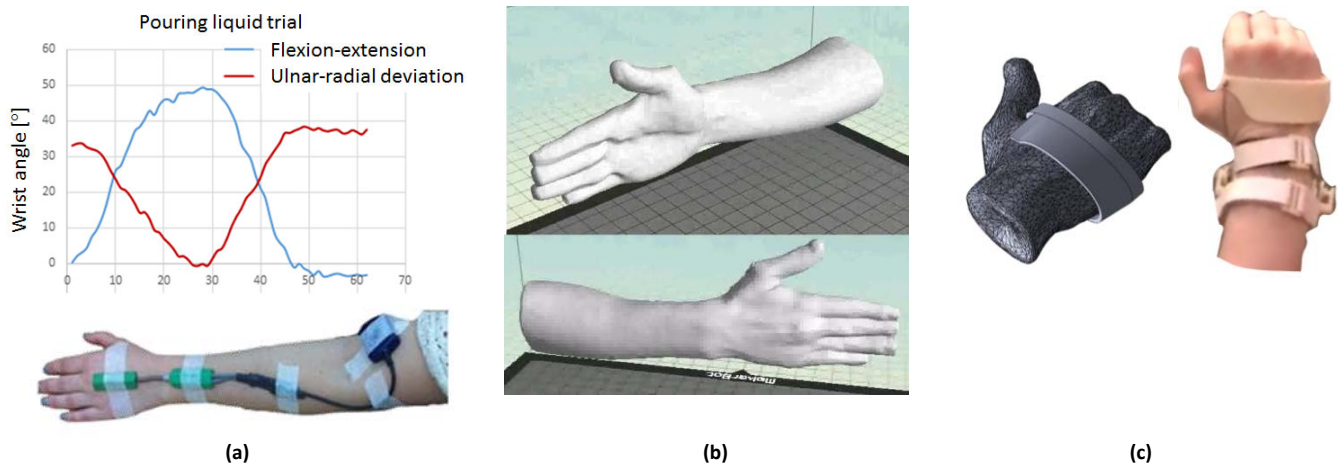 Pouring liquid trial
Flexion-extension
Ulnar-radial deviation
Wrist angle [°]
60
50
40
30
20
10
0
0
10
20
30
40
50
60
70
MakerBot
(a)
(b)
(c)